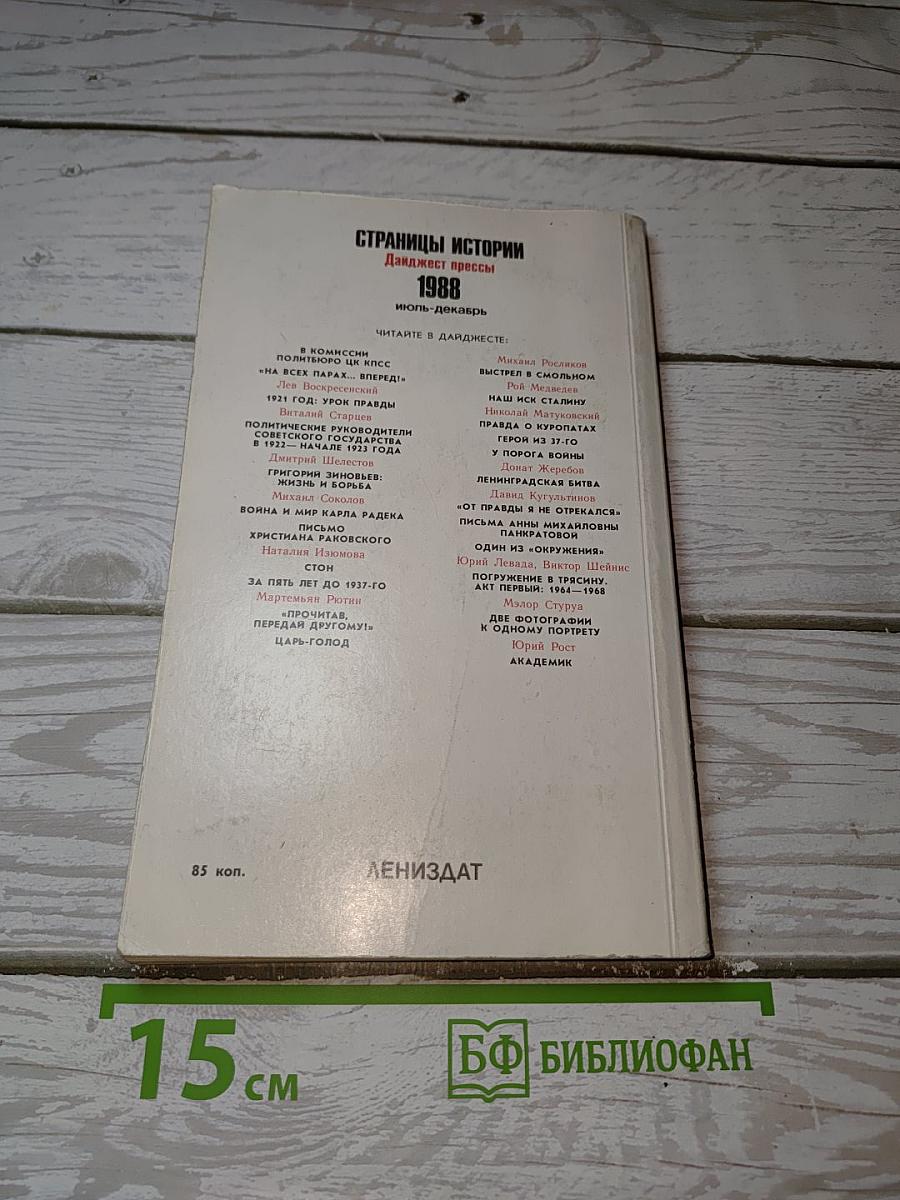 СТРАНИЦЫ ИСТОРИИ
Дайджест прессы
1988
июль-декабрь
ЧИТАЙТЕ В ДАЙДЖЕСТЕ:
В КОМИССИИ
ПОЛИТБЮРО ЦК КПСС
«НА ВСЕХ ПАРАХ... ВПЕРЕД!»
Лев Воскресенский
1921 ГОД: УРОК ПРАВДЫ
Виталий Старцев
ПОЛИТИЧЕСКИЕ РУКОВОДИТЕЛИ
СОВЕТСКОГО ГОСУДАРСТВА
В 1922— НАЧАЛЕ 1923 ГОДА
Дмитрий Шелестов
ГРИГОРИЙ ЗИНОВЬЕВ:
ЖИЗНЬ И БОРЬБА
Михаил Соколов
ВОЙНА И МИР КАРЛА РАДЕКА
ПИСЬМО
ХРИСТИАНА РАКОВСКОГО
Наталия Изюмова
СТОН
ЗА ПЯТЬ ЛЕТ ДО 1937-ГО
Мартемьян Рютин
«ПРОЧИТАВ,
ПЕРЕДАЙ ДРУГОМУ!»
ЦАРЬ-ГОЛОД
Михаил Росляков
ВЫСТРЕЛ В СМОЛЬНОМ
Рой Медведев
НАШ ИСК СТАЛИНУ
Николай Матуковский
ПРАВДА О КУРОПАТАХ
ГЕРОЙ ИЗ 37-ГО
У ПОРОГА ВОЙНЫ
Донат Жеребов
ЛЕНИНГРАДСКАЯ БИТВА
Давид Кугультинов
«ОТ ПРАВДЫ Я НЕ ОТРЕКАЛСЯ»
ПИСЬМА АННЫ МИХАЙЛОВНЫ
ПАНКРАТОВОЙ
ОДИН ИЗ «ОКРУЖЕНИЯ»
Юрий Левада, Виктор Шейнис
ПОГРУЖЕНИЕ В ТРЯСИНУ.
АКТ ПЕРВЫЙ: 1964—1968
Мэлор Стуруа
ДВЕ ФОТОГРАФИИ
К ОДНОМУ ПОРТРЕТУ
Юрий Рост
АКАДЕМИК
85 коп.
ЛЕНИЗДАТ
15 см
БФ БИБЛИОФАН